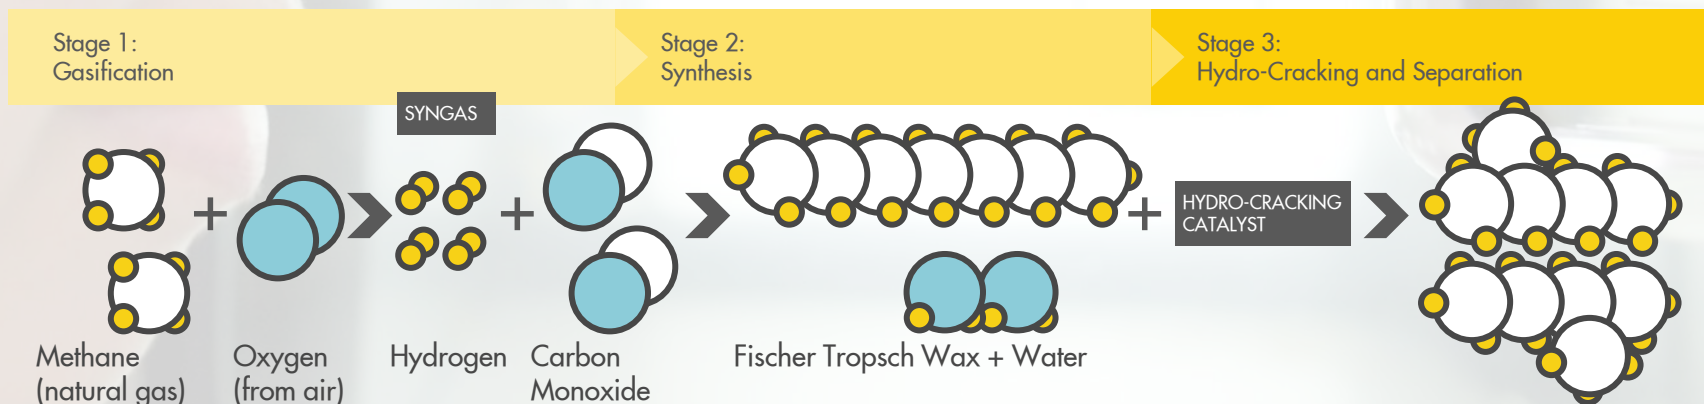 Stage 1:
Gasification
Stage 2:
Synthesis
Stage 3:
Hydro-Cracking and Separation
SYNGAS
HYDRO-CRACKING
CATALYST
Methane
(natural gas)
Oxygen
(from air)
Hydrogen
Carbon
Monoxide
Fischer Tropsch Wax + Water